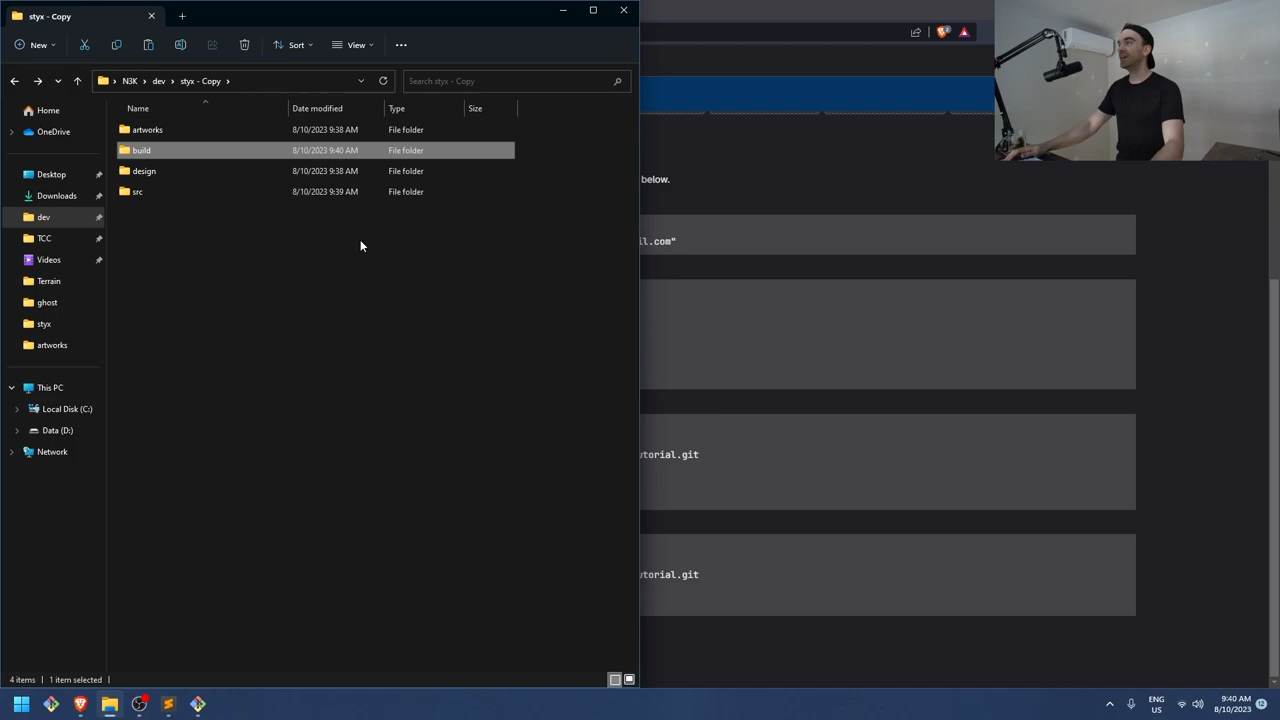 styx - Copy
New
Sort
View
N3K
dev
styx - Copy
Search styx - Copy
Name
Date modified
Type
Size
artworks
8/10/2023 9:38 AM
File folder
build
8/10/2023 9:40 AM
File folder
design
8/10/2023 9:38 AM
File folder
src
8/10/2023 9:39 AM
File folder
Home
OneDrive
Desktop
Downloads
dev
TCC
Videos
Terrain
ghost
styx
artworks
This PC
Local Disk (C:)
Data (D:)
Network
4 items
1 item selected
below.
il.com"
utorial.git
utorial.git
ENG
US
9:40 AM
8/10/2023
12
2